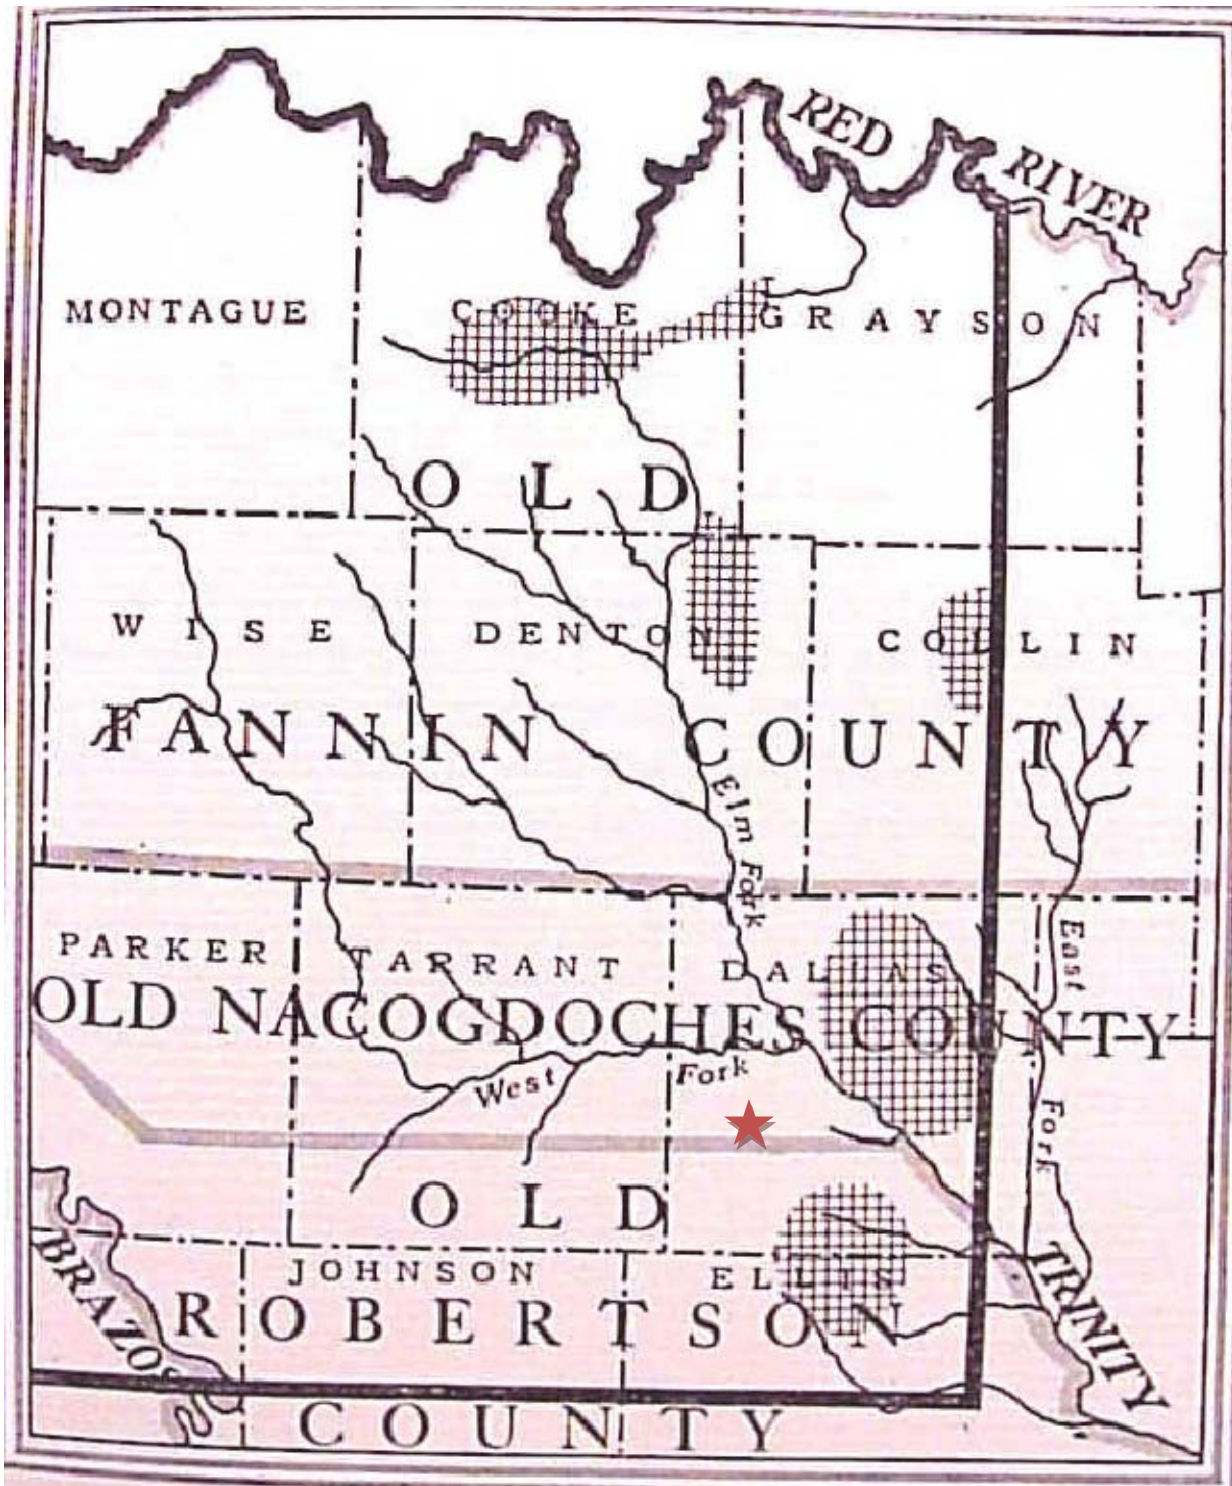 RED
RIVER
MONTAGUE
COOKE
GRAYSON
OLD
WISE
DENTON
COLLIN
FANNIN COUNTY
Elm Fork
PARKER
TARRANT
DALLAS
East
OLD NACOGDOCHES COUNTY
West Fork
Fork
OLD
BRAZOS
JOHNSON
ELLIS
TRINITY
ROBERTSON
COUNTY